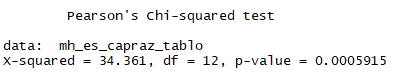 Pearson's Chi-squared test
data:  mh_es_capraz_tablo
X-squared = 34.361, df = 12, p-value = 0.0005915